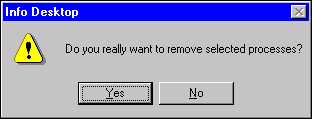 Info Desktop
Do you really want to remove selected processes?
Yes
No